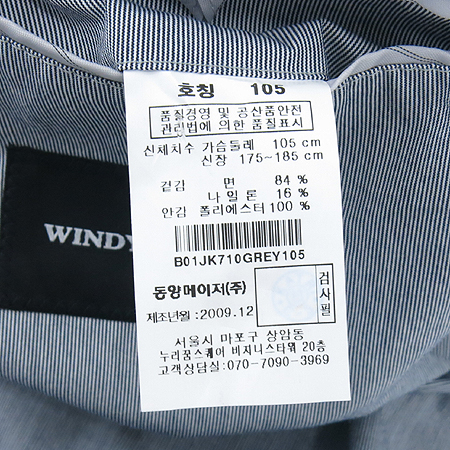 호칭 105
품질경영 및 공산품안전
관리법에 의한 품질표시
신체치수 가슴둘레 105 cm
신장 175~185 cm
겉감 면 84 %
나일론 16 %
안감 폴리에스터 100 %
B01JK710GREY105
동양메이저(주)
제조년월 : 2009.12
검사필
서울시 마포구 상암동
누리꿈스퀘어 비지니스타워 20층
고객상담실: 070-7090-3969
WINDY